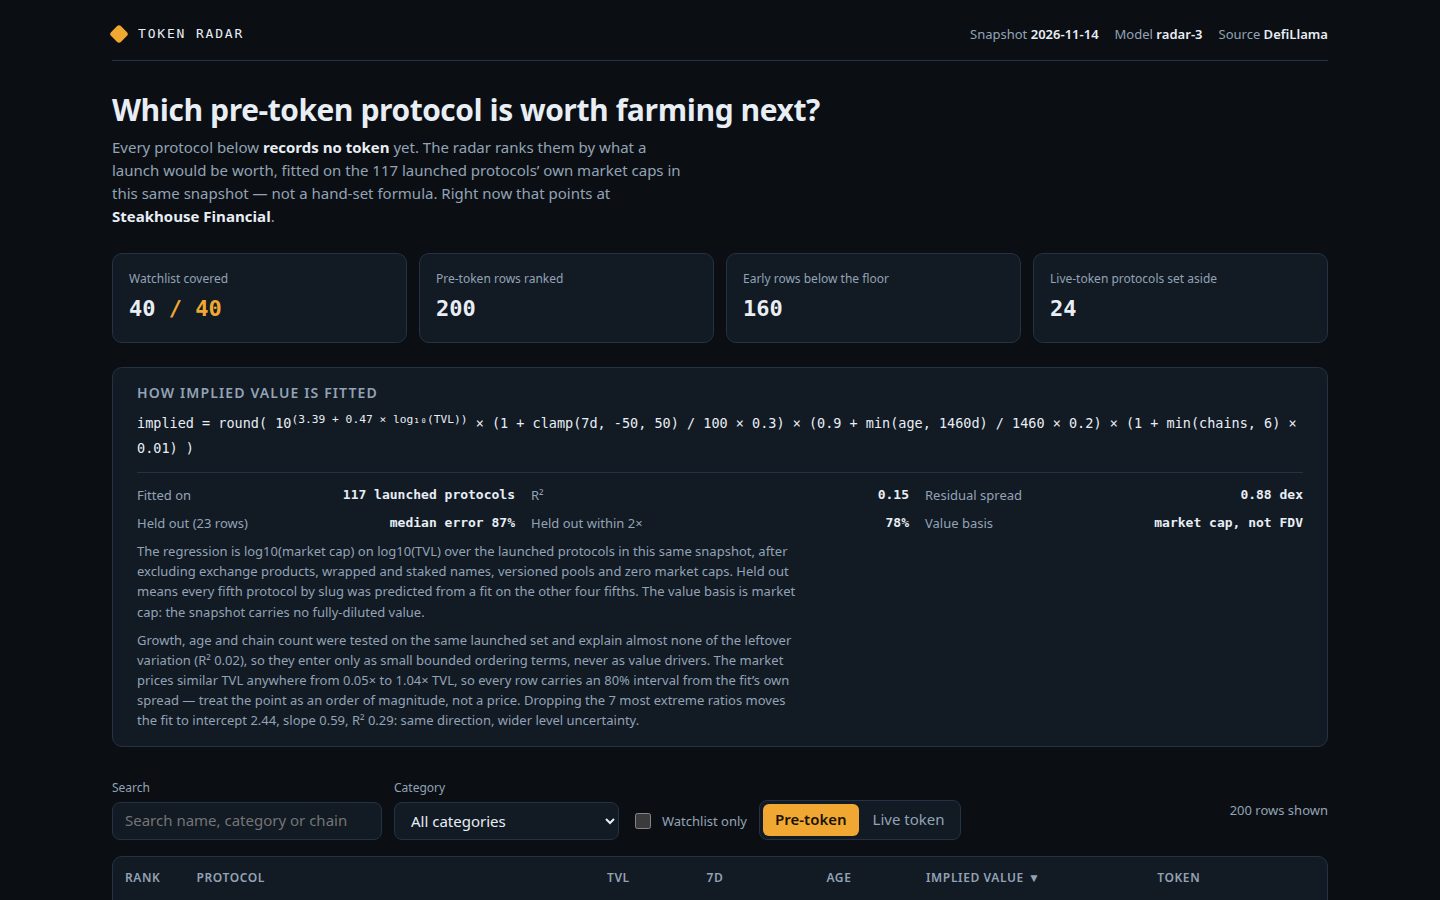 TOKEN RADAR
Snapshot 2026-11-14 Model radar-3 Source DefiLlama
Which pre-token protocol is worth farming next?
Every protocol below records no token yet. The radar ranks them by what a
launch would be worth, fitted on the 117 launched protocols’ own market caps in
this same snapshot — not a hand-set formula. Right now that points at
Steakhouse Financial.
Watchlist covered
40 / 40
Pre-token rows ranked
200
Early rows below the floor
160
Live-token protocols set aside
24
HOW IMPLIED VALUE IS FITTED
implied = round( 10^(3.39 + 0.47 × log₁₀(TVL)) × (1 + clamp(7d, -50, 50) / 100 × 0.3) × (0.9 + min(age, 1460d) / 1460 × 0.2) × (1 + min(chains, 6) ×
0.01) )
Fitted on 117 launched protocols R² 0.15 Residual spread 0.88 dex
Held out (23 rows) median error 87% Held out within 2× 78% Value basis market cap, not FDV
The regression is log10(market cap) on log10(TVL) over the launched protocols in this same snapshot, after
excluding exchange products, wrapped and staked names, versioned pools and zero market caps. Held out
means every fifth protocol by slug was predicted from a fit on the other four fifths. The value basis is market
cap: the snapshot carries no fully-diluted value.
Growth, age and chain count were tested on the same launched set and explain almost none of the leftover
variation (R² 0.02), so they enter only as small bounded ordering terms, never as value drivers. The market
prices similar TVL anywhere from 0.05× to 1.04× TVL, so every row carries an 80% interval from the fit’s own
spread — treat the point as an order of magnitude, not a price. Dropping the 7 most extreme ratios moves
the fit to intercept 2.44, slope 0.59, R² 0.29: same direction, wider level uncertainty.
Search
Category
Search name, category or chain
All categories
Watchlist only
Pre-token
Live token
200 rows shown
RANK PROTOCOL TVL 7D AGE IMPLIED VALUE ▼ TOKEN